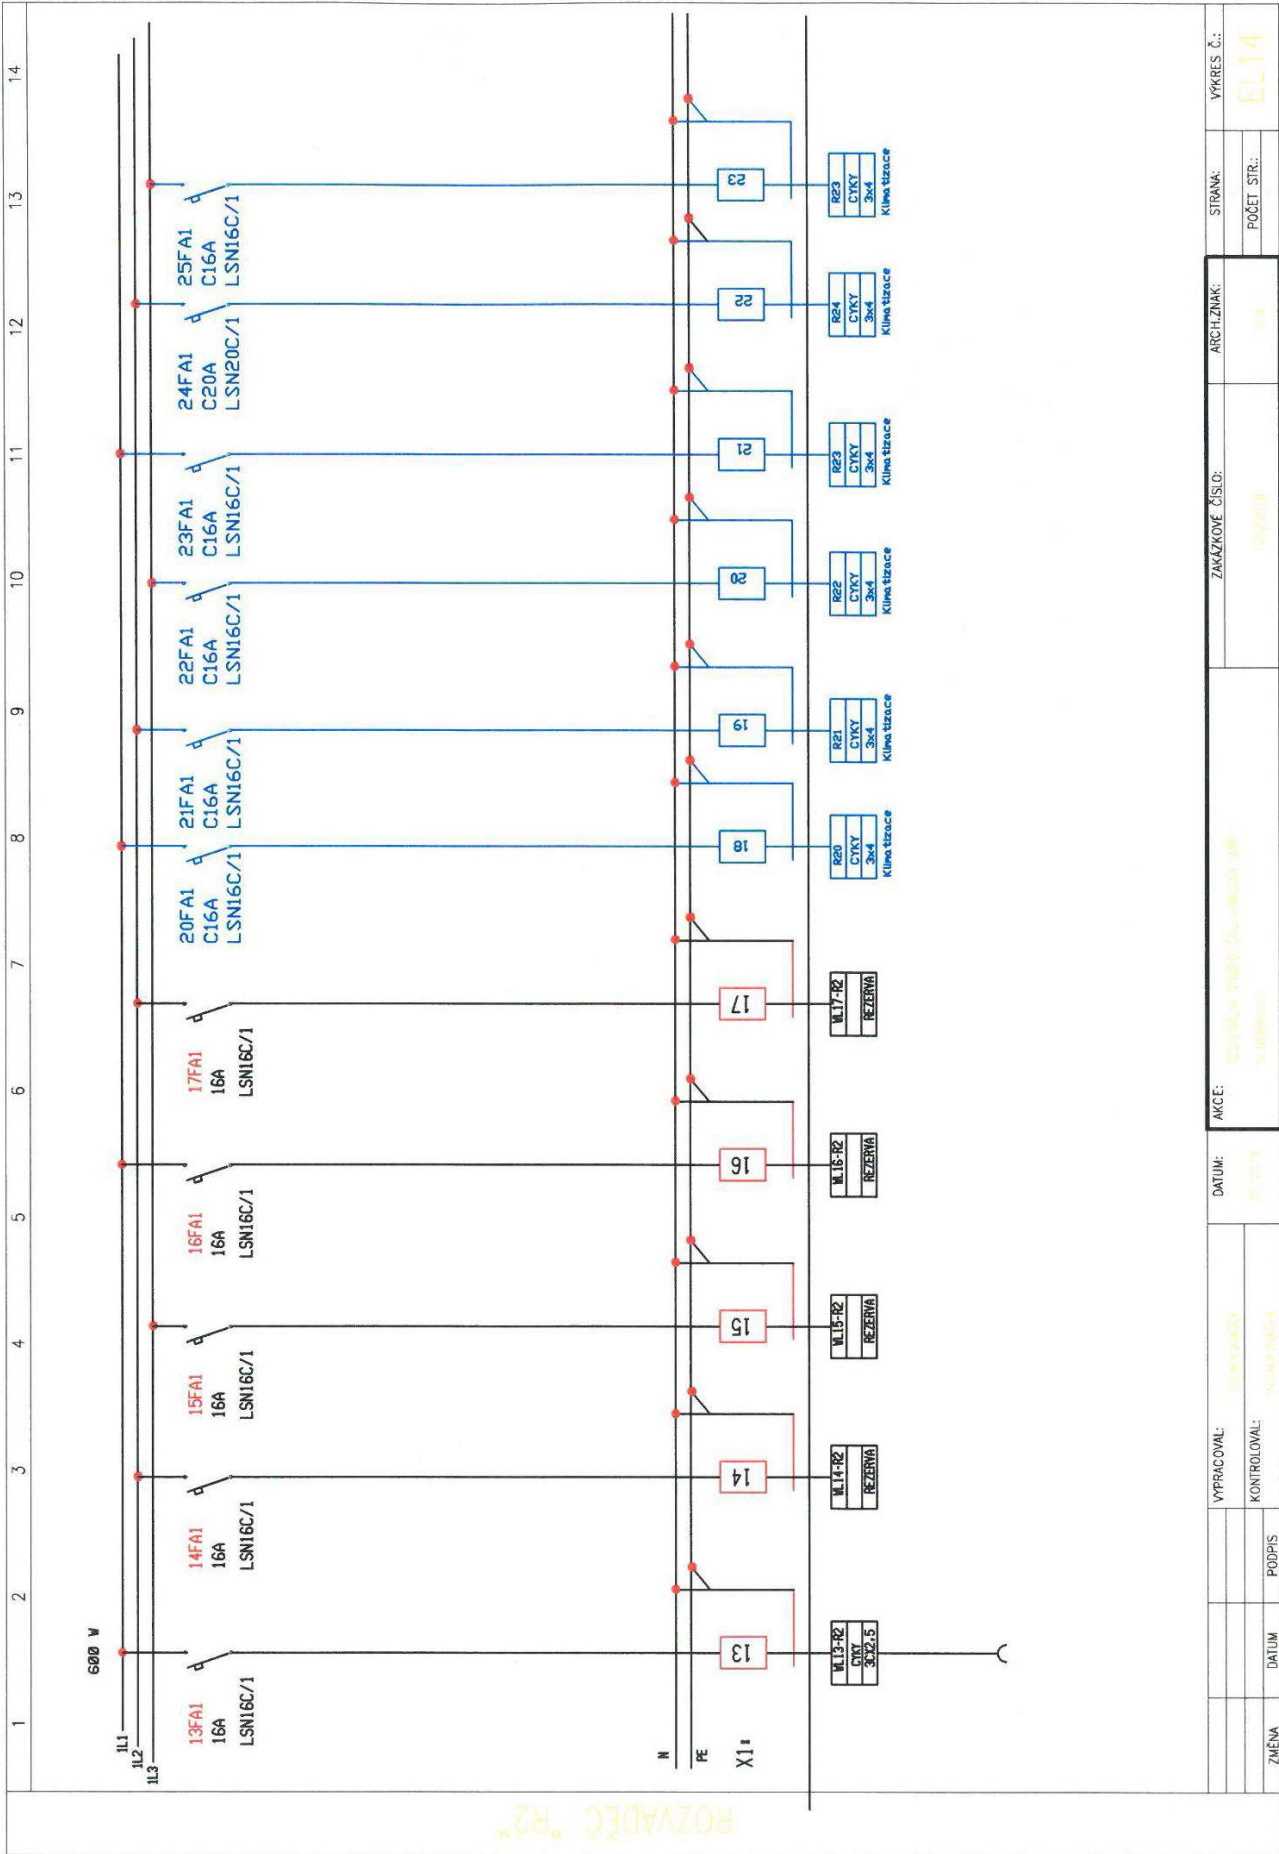 1 2 3 4 5 6 7 8 9 10 11 12 13 14
600 W
1L1
1L2
1L3
13FA1
16A
LSN16C/1
14FA1
16A
LSN16C/1
15FA1
16A
LSN16C/1
16FA1
16A
LSN16C/1
17FA1
16A
LSN16C/1
20FA1
C16A
LSN16C/1
21FA1
C16A
LSN16C/1
22FA1
C16A
LSN16C/1
23FA1
C16A
LSN16C/1
24FA1
C20A
LSN20C/1
25FA1
C16A
LSN16C/1
N
PE
X1:
13 14 15 16 17 18 19 20 21 22 23
WL13-R2
CYKY
3CX2,5
WL14-R2
REZERVA
WL15-R2
REZERVA
WL16-R2
REZERVA
WL17-R2
REZERVA
R20
CYKY
3x4
Klimatizace
R21
CYKY
3x4
Klimatizace
R22
CYKY
3x4
Klimatizace
R23
CYKY
3x4
Klimatizace
R24
CYKY
3x4
Klimatizace
R23
CYKY
3x4
Klimatizace
ROZVADĚČ "R2"
ZMĚNA
DATUM
PODPIS
VYPRACOVAL:
KONTROLOVAL:
DATUM:
AKCE:
ZAKÁZKOVÉ ČÍSLO:
ARCH.ZNAK:
STRANA:
POČET STR.:
VÝKRES Č.:
EL14